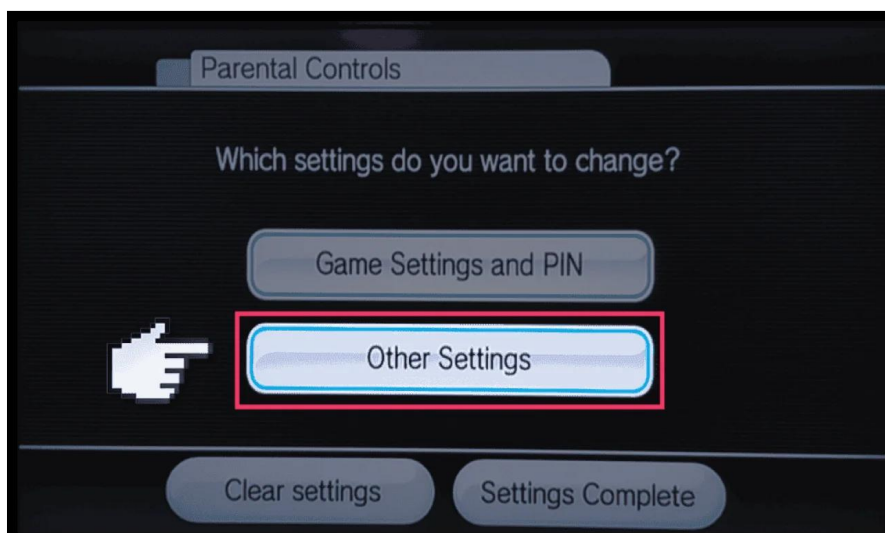 Parental Controls
Which settings do you want to change?
Game Settings and PIN
Other Settings
Clear settings
Settings Complete